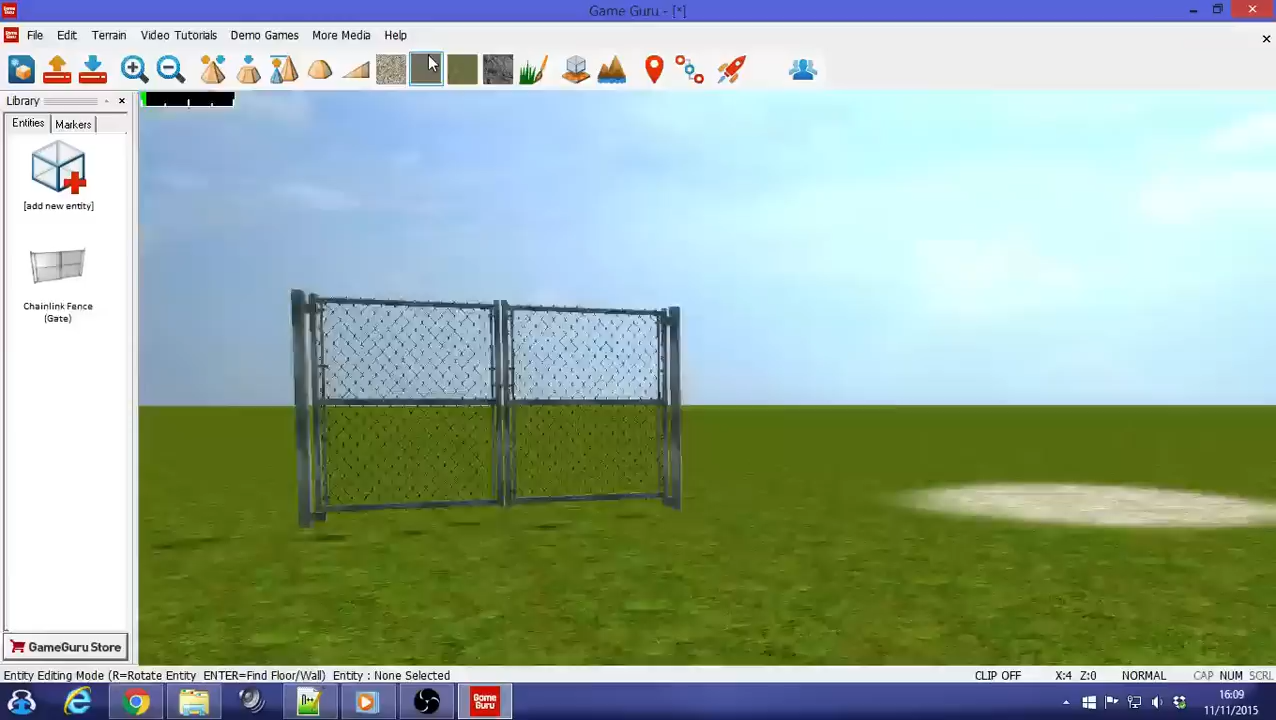 Game Guru - [*]
File Edit Terrain Video Tutorials Demo Games More Media Help
Library
Entities Markers
[add new entity]
Chainlink Fence
(Gate)
GameGuru Store
Entity Editing Mode (R=Rotate Entity ENTER=Find Floor/Wall) Entity : None Selected
CLIP OFF X:4 Z:0 NORMAL CAP NUM SCRL
16:09
11/11/2015